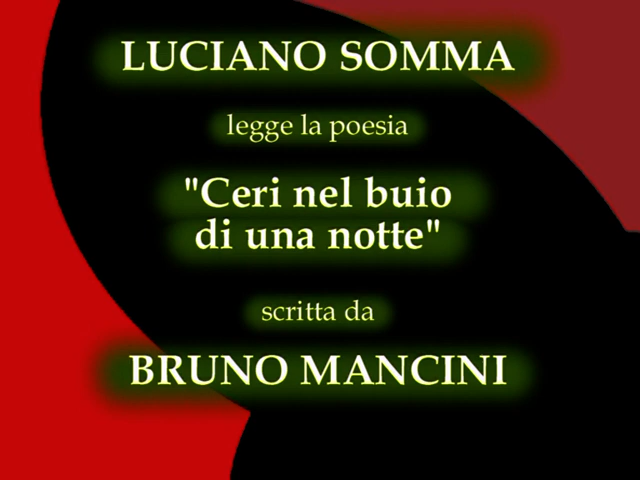 LUCIANO SOMMA
legge la poesia
"Ceri nel buio
di una notte"
scritta da
BRUNO MANCINI